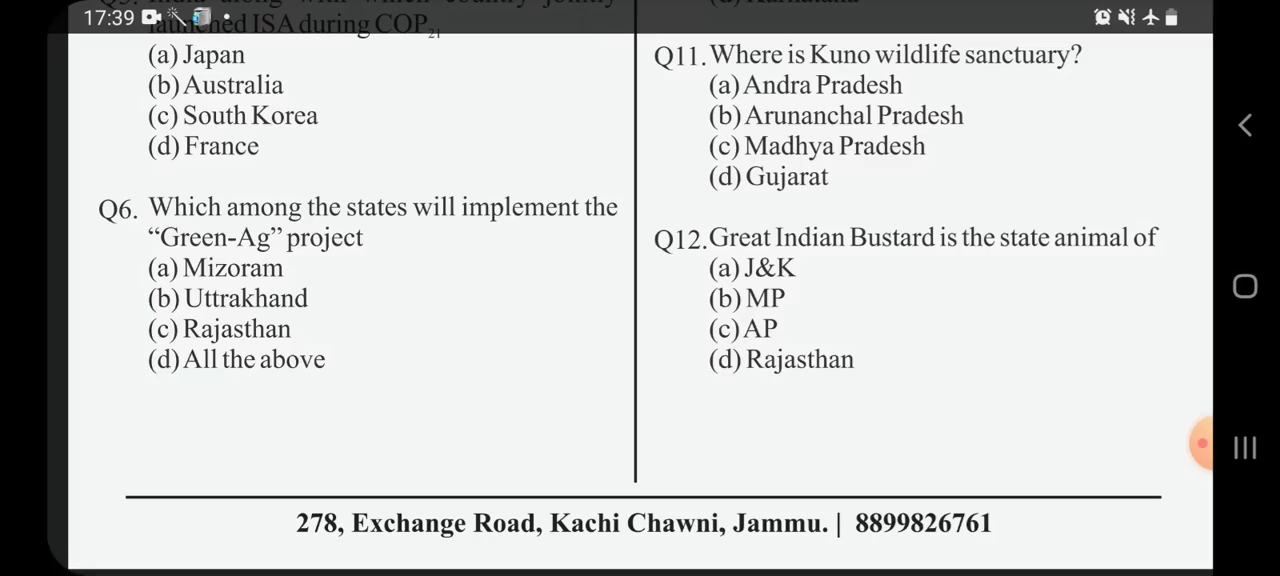 17:39
launched ISA during COP21
(a) Japan
(b) Australia
(c) South Korea
(d) France
Q6. Which among the states will implement the
“Green-Ag” project
(a) Mizoram
(b) Uttrakhand
(c) Rajasthan
(d) All the above
Q11. Where is Kuno wildlife sanctuary?
(a) Andra Pradesh
(b) Arunanchal Pradesh
(c) Madhya Pradesh
(d) Gujarat
Q12. Great Indian Bustard is the state animal of
(a) J&K
(b) MP
(c) AP
(d) Rajasthan
278, Exchange Road, Kachi Chawni, Jammu. | 8899826761